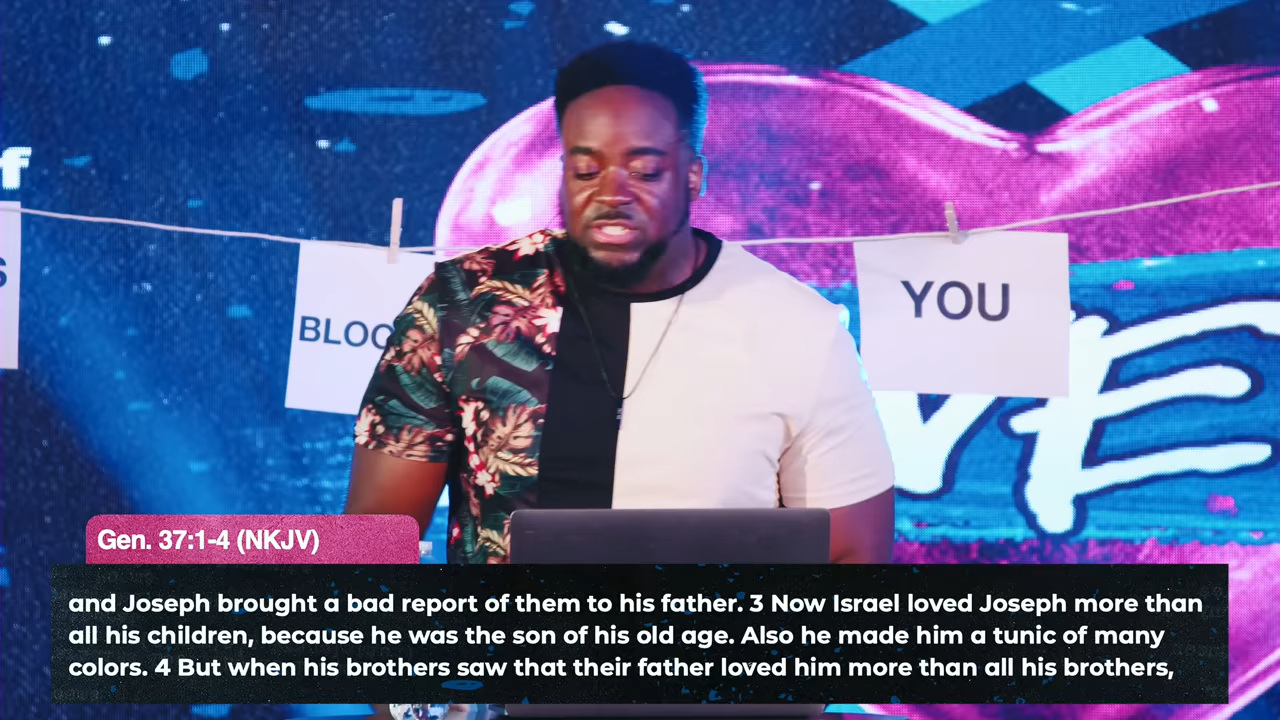 f
S
BLOO
YOU
VE
Gen. 37:1-4 (NKJV)
and Joseph brought a bad report of them to his father. 3 Now Israel loved Joseph more than
all his children, because he was the son of his old age. Also he made him a tunic of many
colors. 4 But when his brothers saw that their father loved him more than all his brothers,